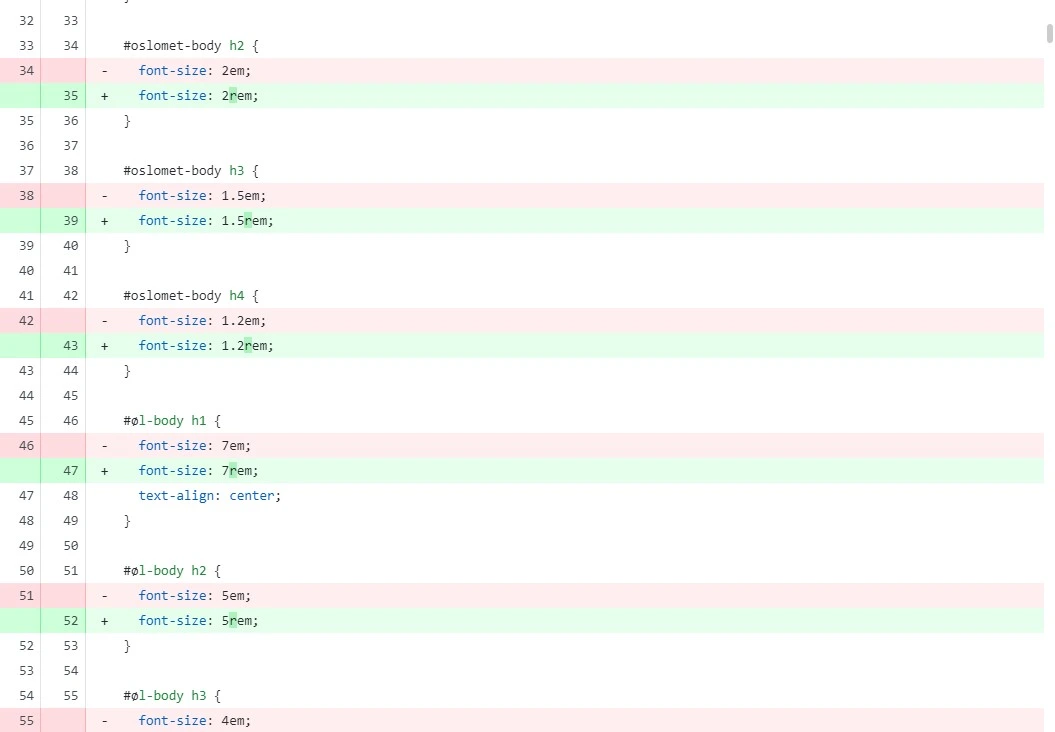 32 33
33 34 #oslomet-body h2 {
34 - font-size: 2em;
35 + font-size: 2rem;
35 36 }
36 37
37 38 #oslomet-body h3 {
38 - font-size: 1.5em;
39 + font-size: 1.5rem;
39 40 }
40 41
41 42 #oslomet-body h4 {
42 - font-size: 1.2em;
43 + font-size: 1.2rem;
43 44 }
44 45
45 46 #øl-body h1 {
46 - font-size: 7em;
47 + font-size: 7rem;
47 48 text-align: center;
48 49 }
49 50
50 51 #øl-body h2 {
51 - font-size: 5em;
52 + font-size: 5rem;
52 53 }
53 54
54 55 #øl-body h3 {
55 - font-size: 4em;